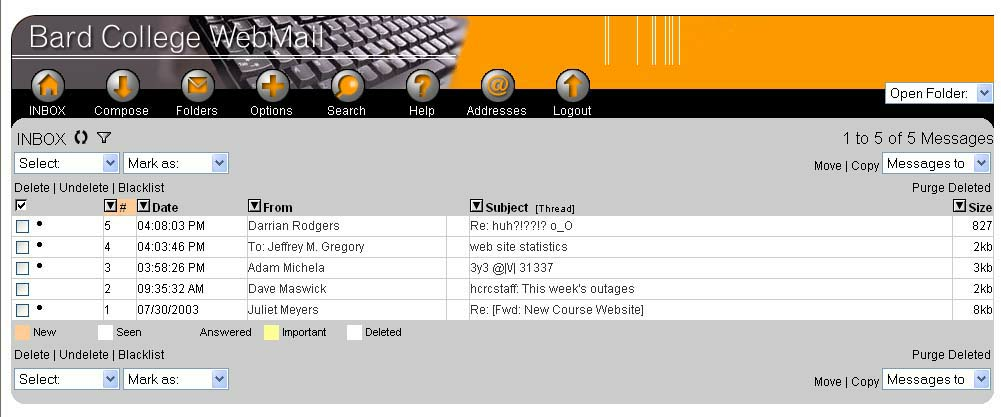 Bard College WebMail
INBOX Compose Folders Options Search Help Addresses Logout
Open Folder:
INBOX 1 to 5 of 5 Messages
Select: Mark as: Move | Copy Messages to
Delete | Undelete | Blacklist Purge Deleted
# Date From Subject [Thread] Size
5 04:08:03 PM Darrian Rodgers Re: huh?!??!? o_O 827
4 04:03:46 PM To: Jeffrey M. Gregory web site statistics 2kb
3 03:58:26 PM Adam Michela 3y3 @|V| 31337 3kb
2 09:35:32 AM Dave Maswick hcrcstaff: This week's outages 2kb
1 07/30/2003 Juliet Meyers Re: [Fwd: New Course Website] 8kb
New Seen Answered Important Deleted
Delete | Undelete | Blacklist Purge Deleted
Select: Mark as: Move | Copy Messages to